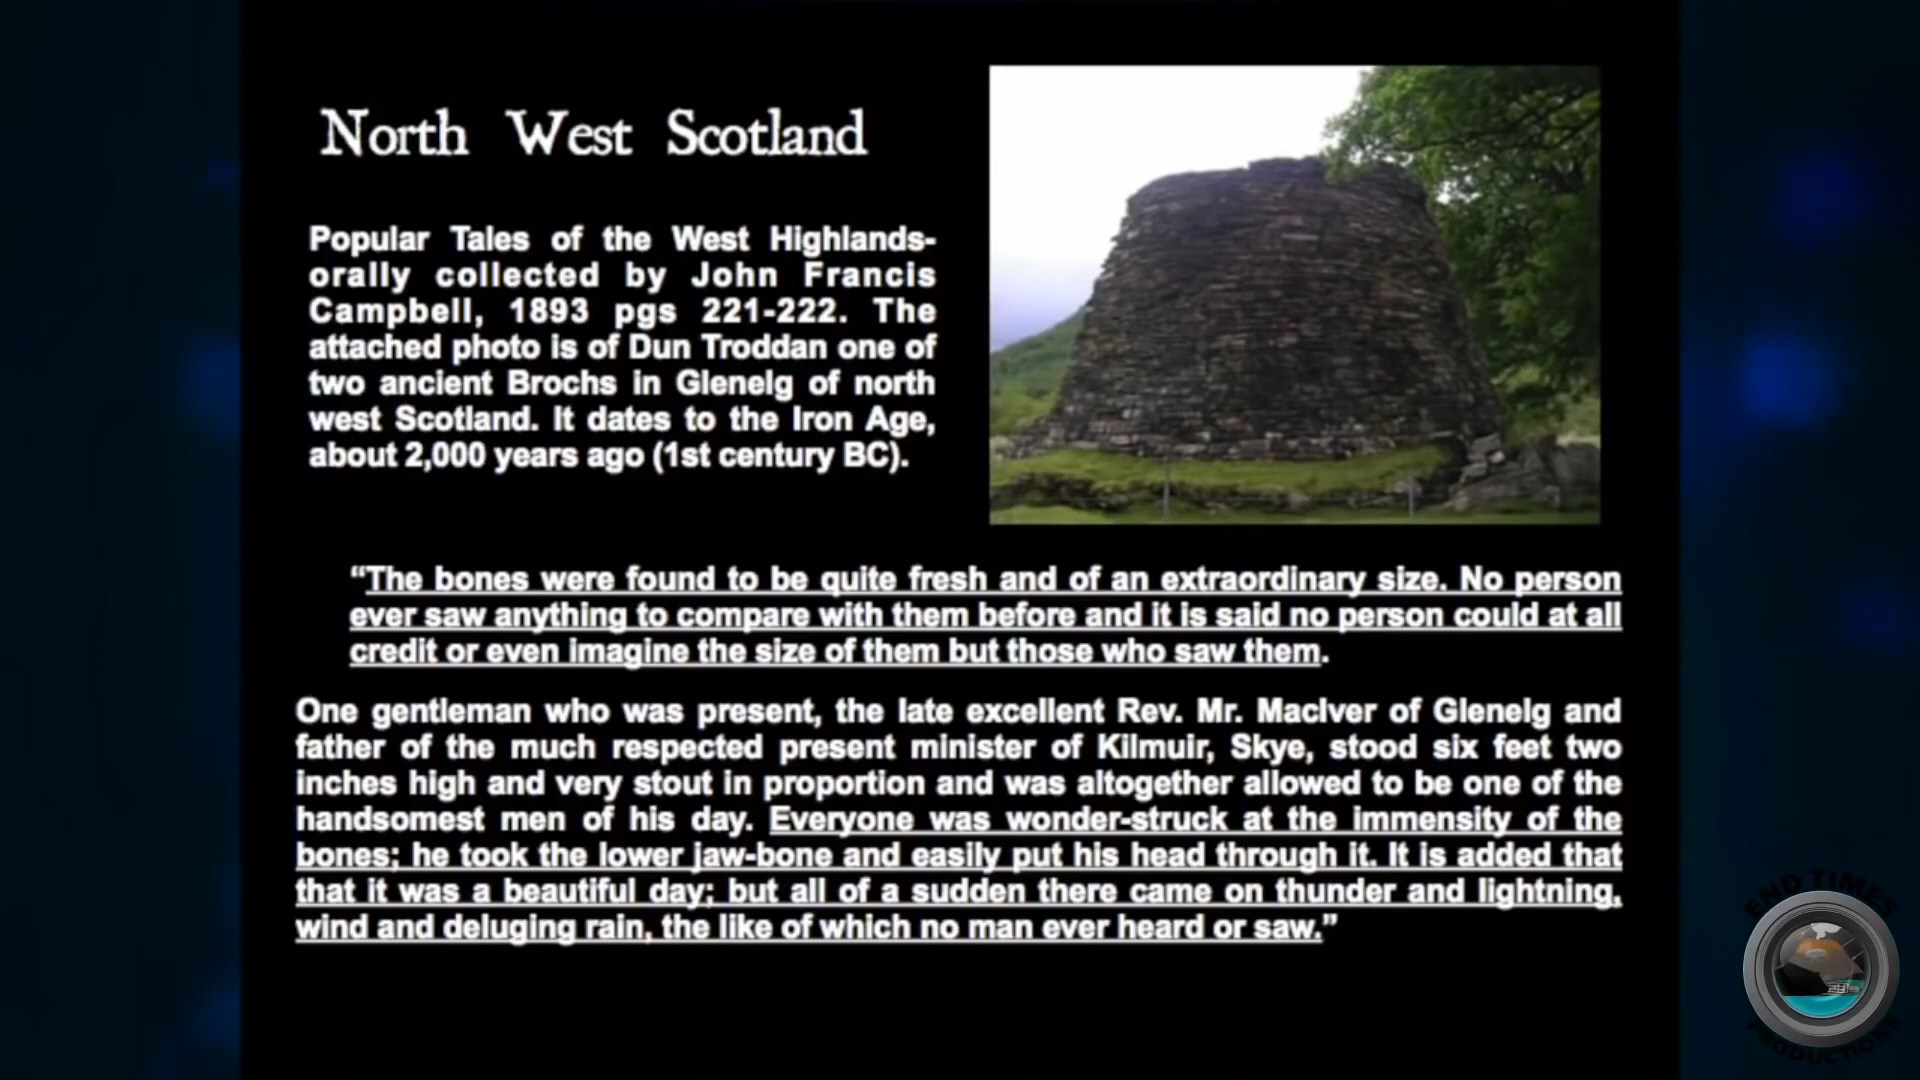 North West Scotland
Popular Tales of the West Highlands-
orally collected by John Francis
Campbell, 1893 pgs 221-222. The
attached photo is of Dun Troddan one of
two ancient Brochs in Glenelg of north
west Scotland. It dates to the Iron Age,
about 2,000 years ago (1st century BC).
“The bones were found to be quite fresh and of an extraordinary size. No person
ever saw anything to compare with them before and it is said no person could at all
credit or even imagine the size of them but those who saw them.
One gentleman who was present, the late excellent Rev. Mr. MacIver of Glenelg and
father of the much respected present minister of Kilmuir, Skye, stood six feet two
inches high and very stout in proportion and was altogether allowed to be one of the
handsomest men of his day. Everyone was wonder-struck at the immensity of the
bones; he took the lower jaw-bone and easily put his head through it. It is added that
that it was a beautiful day; but all of a sudden there came on thunder and lightning,
wind and deluging rain, the like of which no man ever heard or saw.”
END TIMES
PRODUCTIONS